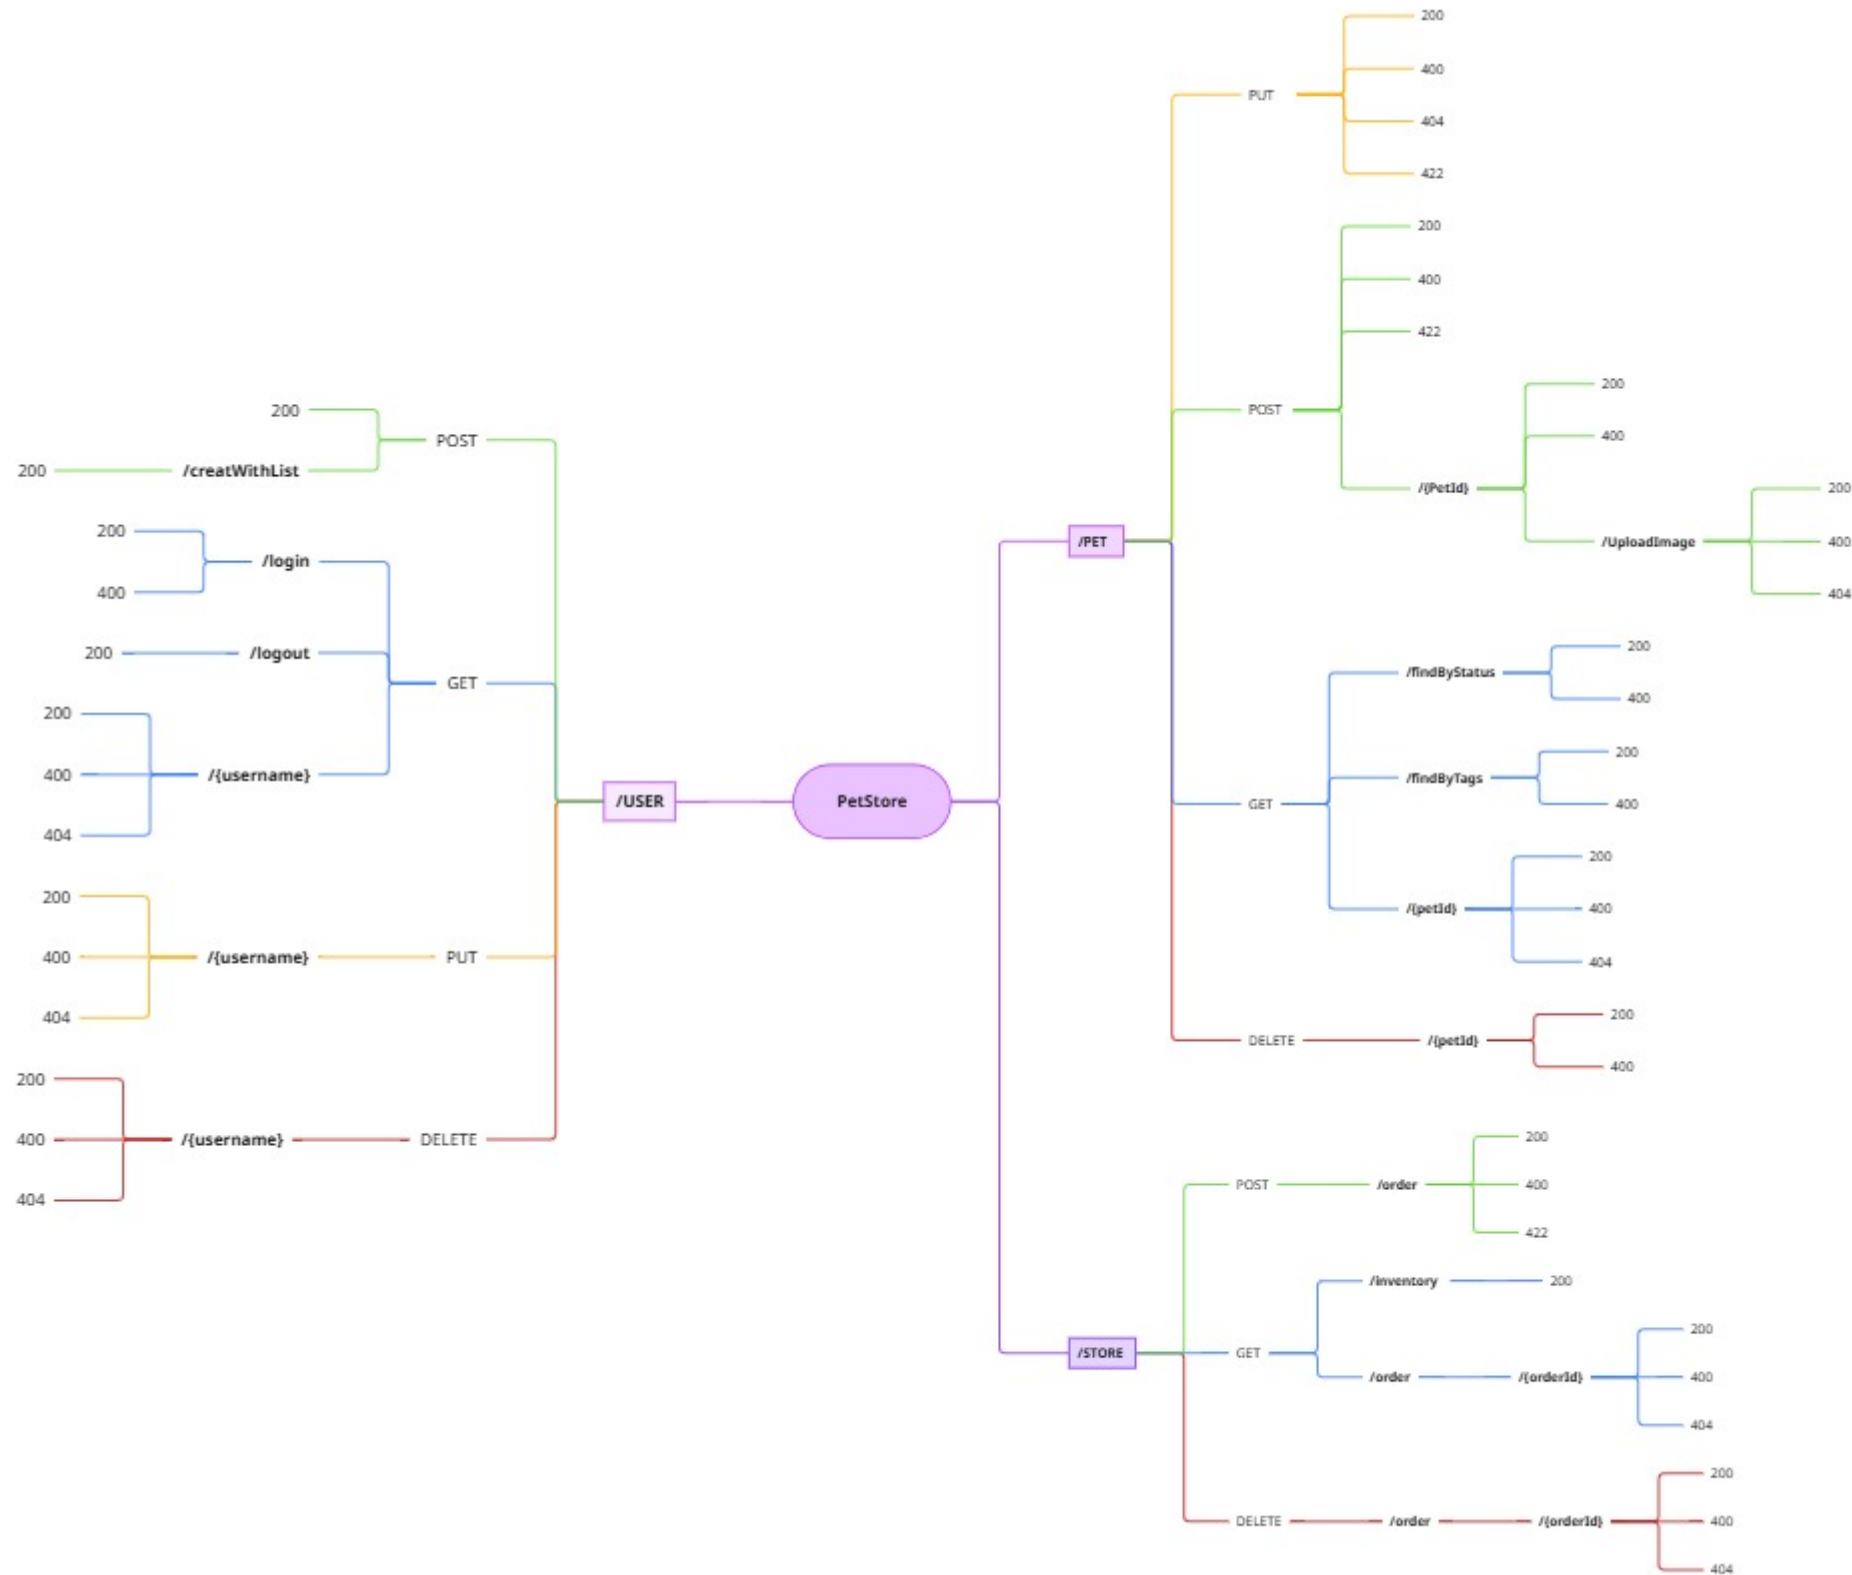 PetStore
/USER
POST
200
/creatWithList
200
GET
/login
200
400
/logout
200
/{username}
200
400
404
PUT
/{username}
200
400
404
DELETE
/{username}
200
400
404
/PET
PUT
200
400
404
422
POST
200
400
422
/{PetId}
200
400
/UploadImage
200
400
404
GET
/findByStatus
200
400
/findByTags
200
400
/{petId}
200
400
404
DELETE
/{petId}
200
400
/STORE
POST
/order
200
400
422
GET
/inventory
200
/order
/{orderId}
200
400
404
DELETE
/order
/{orderId}
200
400
404